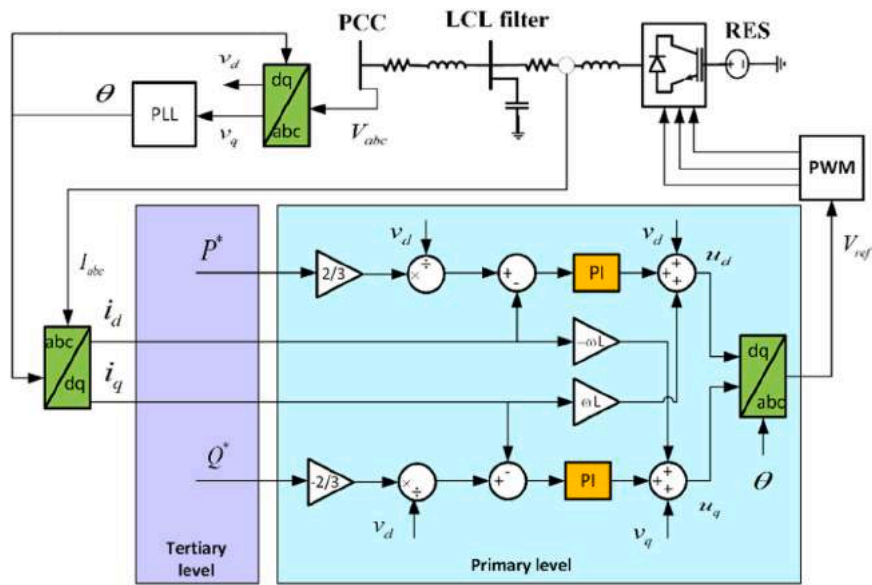 PCC
LCL filter
RES
v_d
dq
θ
PLL
abc
v_q
V_abc
PWM
P*
v_d
v_d
u_d
V_ref
I_abc
2/3
× ÷
+ -
PI
+ + +
i_d
abc
dq
-ωL
dq
abc
i_q
ωL
Q*
-2/3
× ÷
+ -
PI
+ + +
θ
v_d
v_q
u_q
Tertiary
level
Primary level